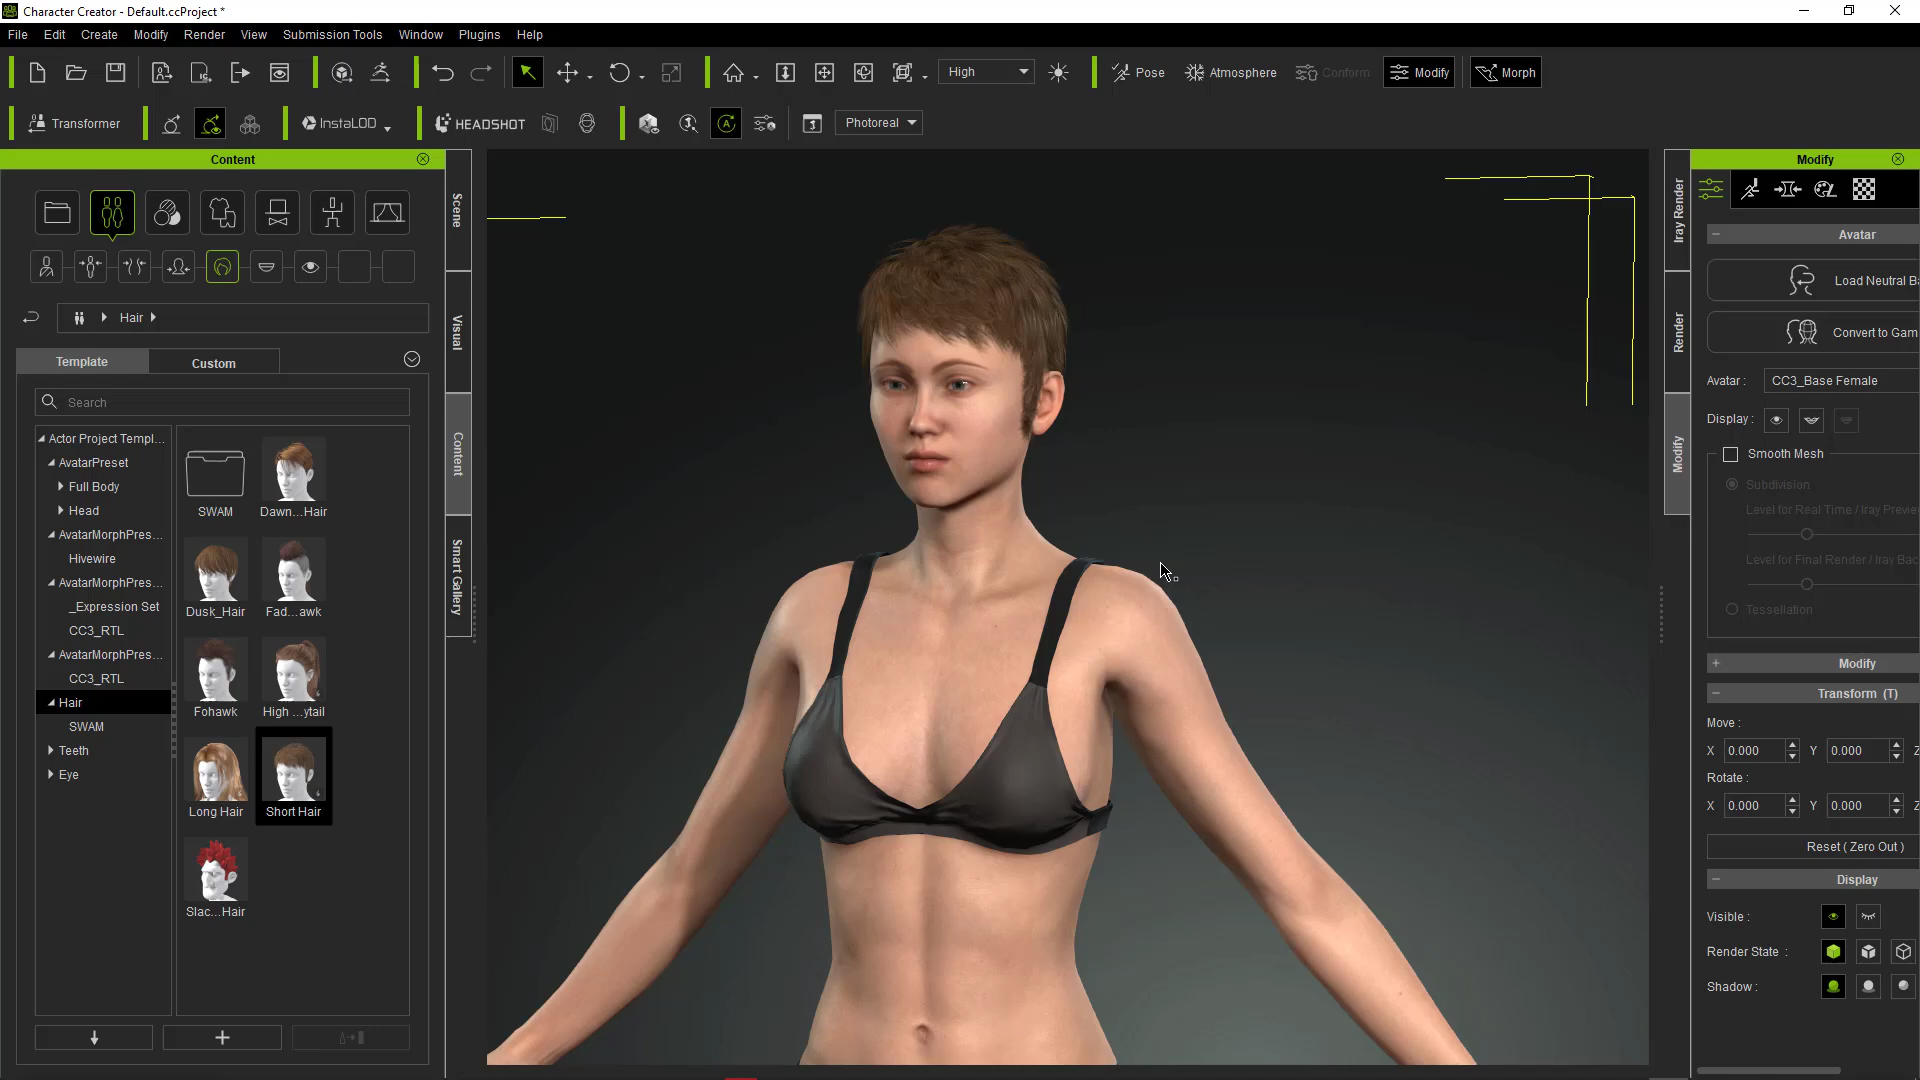 Character Creator - Default.ccProject *
File Edit Create Modify Render View Submission Tools Window Plugins Help
High Pose Atmosphere Conform Modify Morph
Transformer InstaLOD HEADSHOT A Photoreal
Content
Scene
Visual
Content
Smart Gallery
Hair
Template Custom
Search
Actor Project Templ...
AvatarPreset
Full Body
Head
AvatarMorphPres...
Hivewire
AvatarMorphPres...
_Expression Set
CC3_RTL
AvatarMorphPres...
CC3_RTL
Hair
SWAM
Teeth
Eye
SWAM Dawn...Hair
Dusk_Hair Fad...awk
Fohawk High ...ytail
Long Hair Short Hair
Slac...Hair
Iray Render
Render
Modify
Modify
Avatar
Load Neutral Ba
Convert to Gam
Avatar : CC3_Base Female
Display :
Smooth Mesh
Subdivision
Level for Real Time / Iray Previe
Level for Final Render / Iray Bac
Tessellation
Modify
Transform (T)
Move :
X 0.000 Y 0.000 Z
Rotate :
X 0.000 Y 0.000 Z
Reset ( Zero Out )
Display
Visible :
Render State :
Shadow :